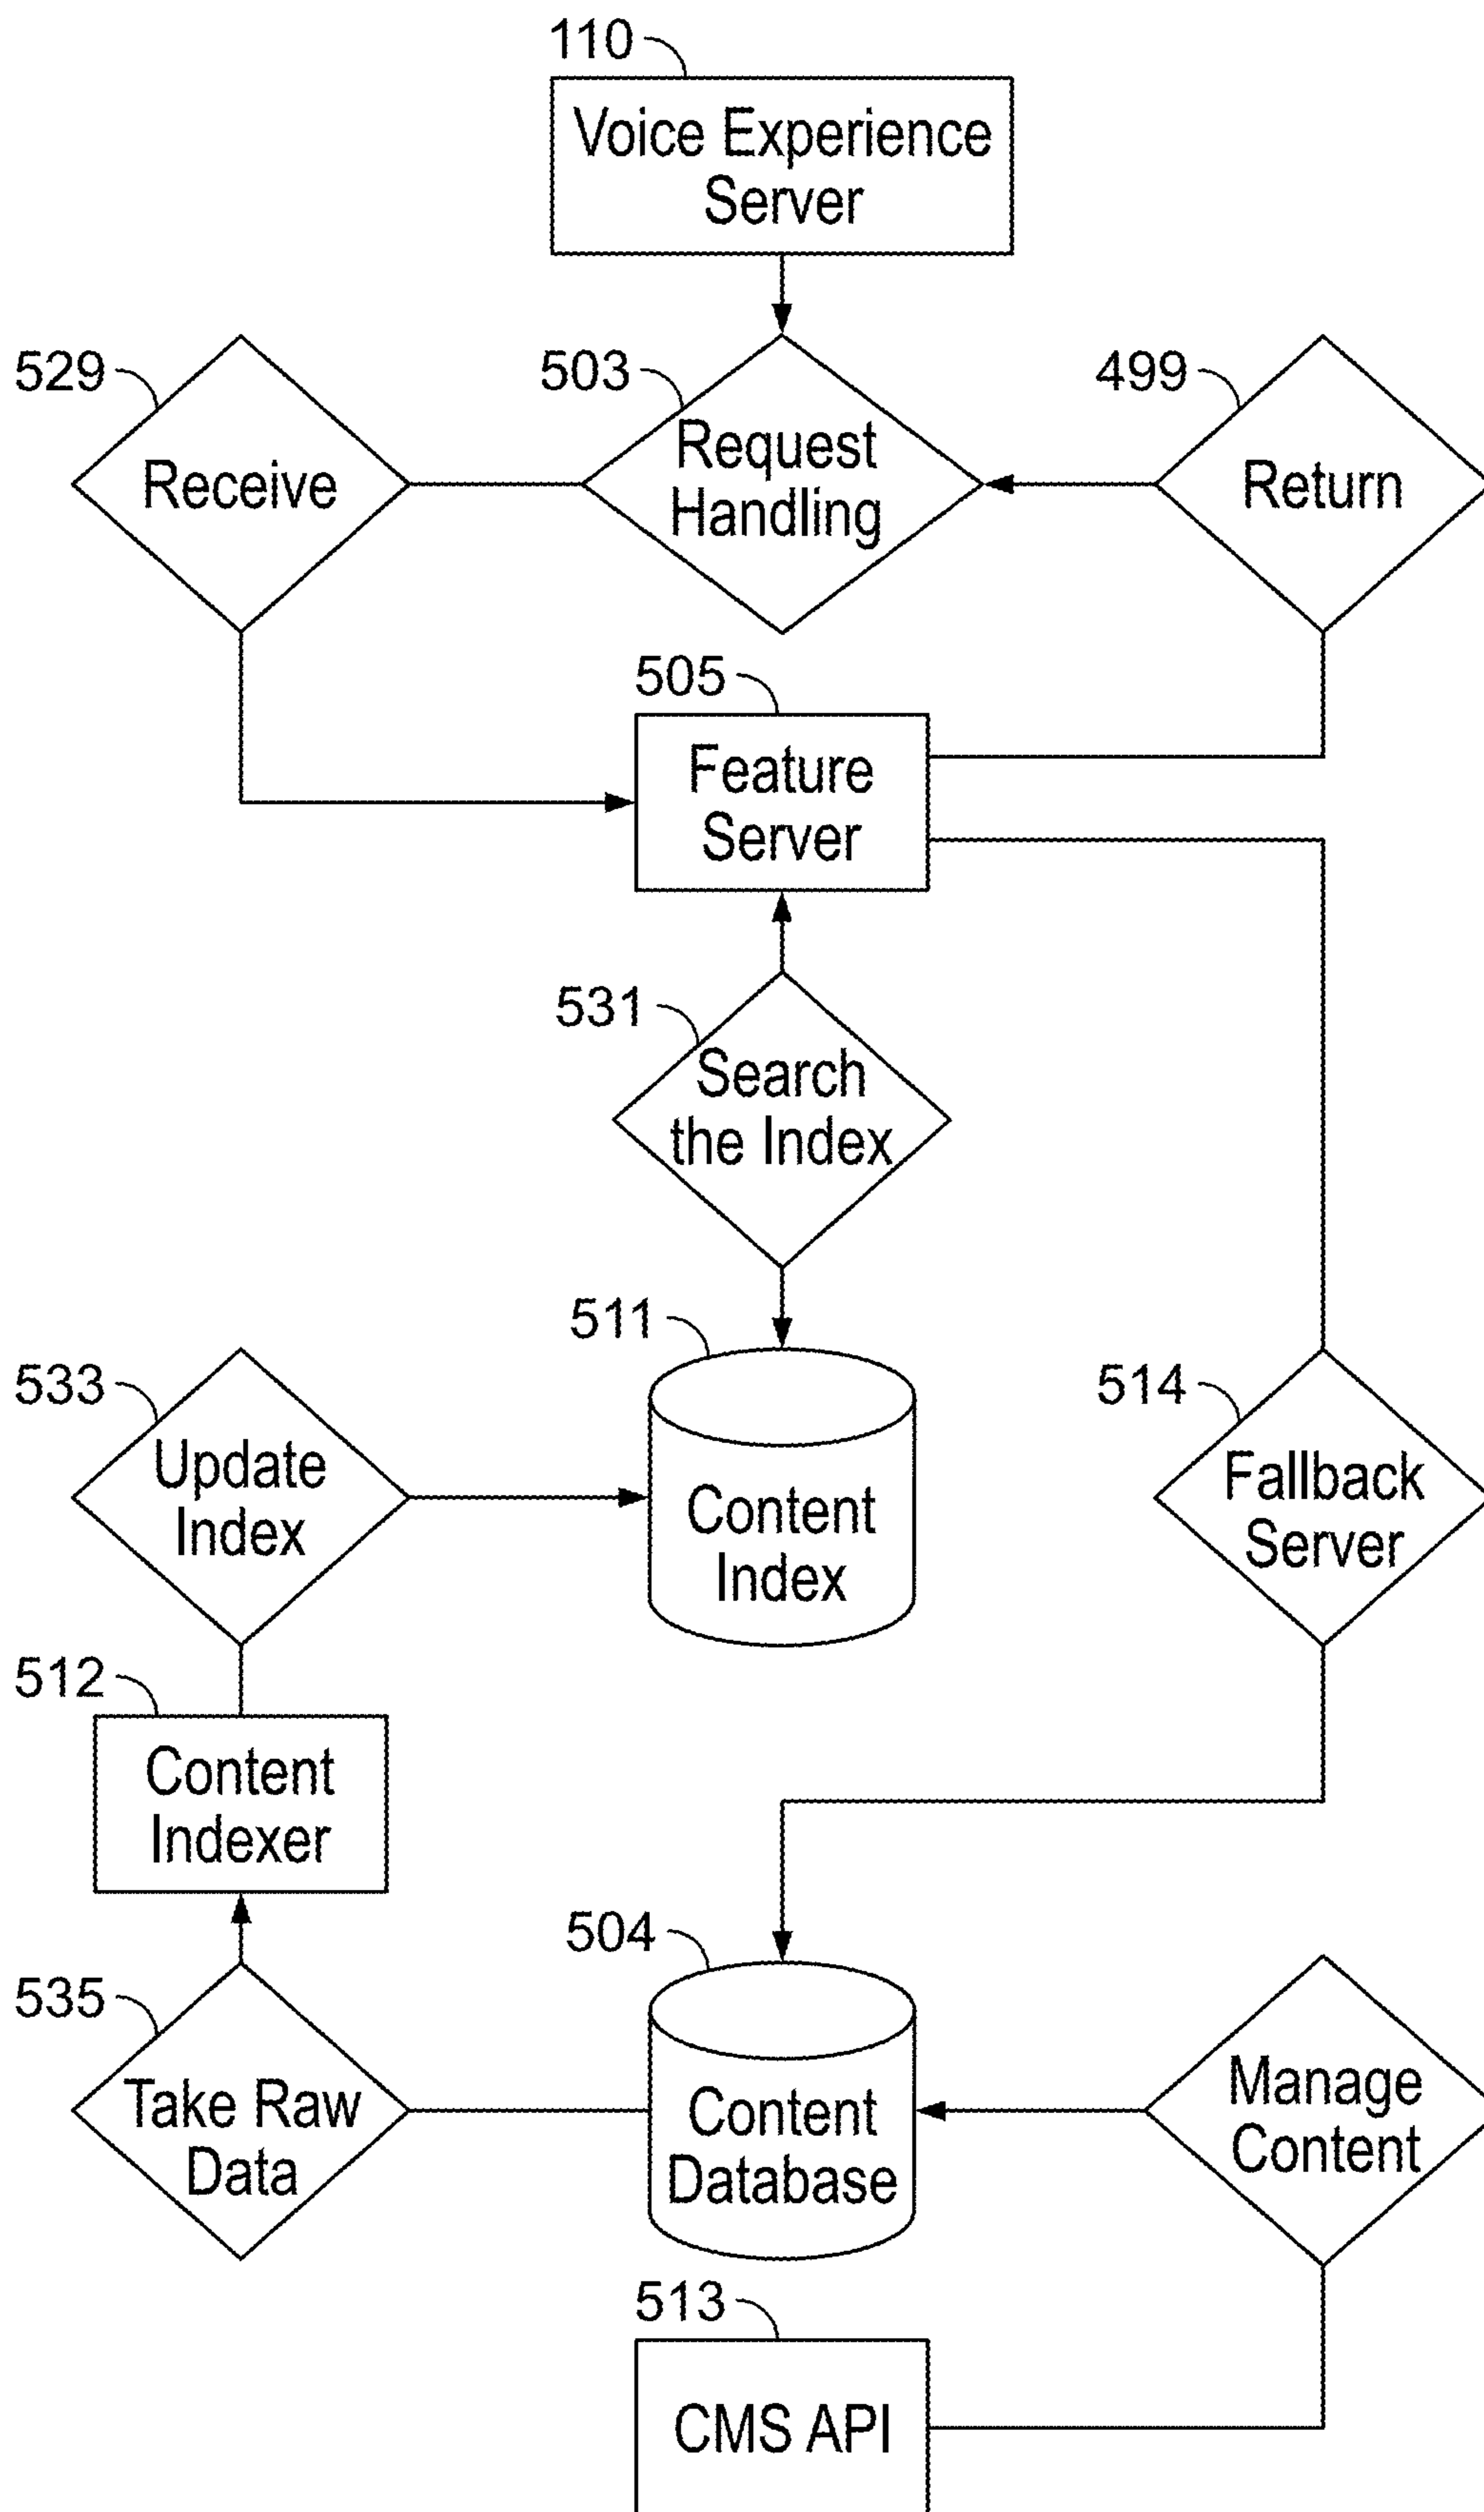 110
Voice Experience
Server
529
503
499
Receive
Request
Handling
Return
505
Feature
Server
531
Search
the Index
511
533
514
Update
Index
Content
Index
Fallback
Server
512
Content
Indexer
504
535
Take Raw
Data
Content
Database
Manage
Content
513
CMS API